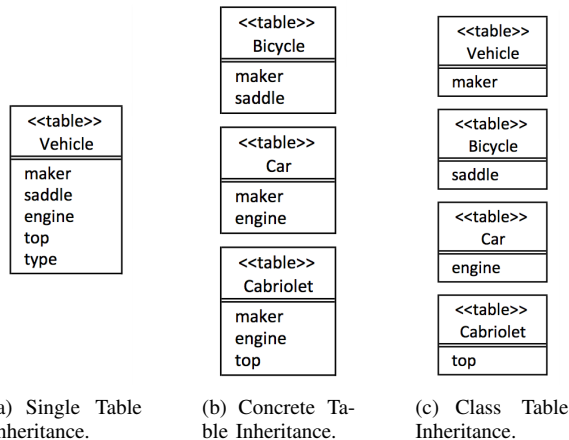 <<table>>
Vehicle
maker
saddle
engine
top
type
<<table>>
Bicycle
maker
saddle
<<table>>
Car
maker
engine
<<table>>
Cabriolet
maker
engine
top
<<table>>
Vehicle
maker
<<table>>
Bicycle
saddle
<<table>>
Car
engine
<<table>>
Cabriolet
top
a) Single Table
nheritance.
(b) Concrete Ta-
ble Inheritance.
(c) Class Table
Inheritance.